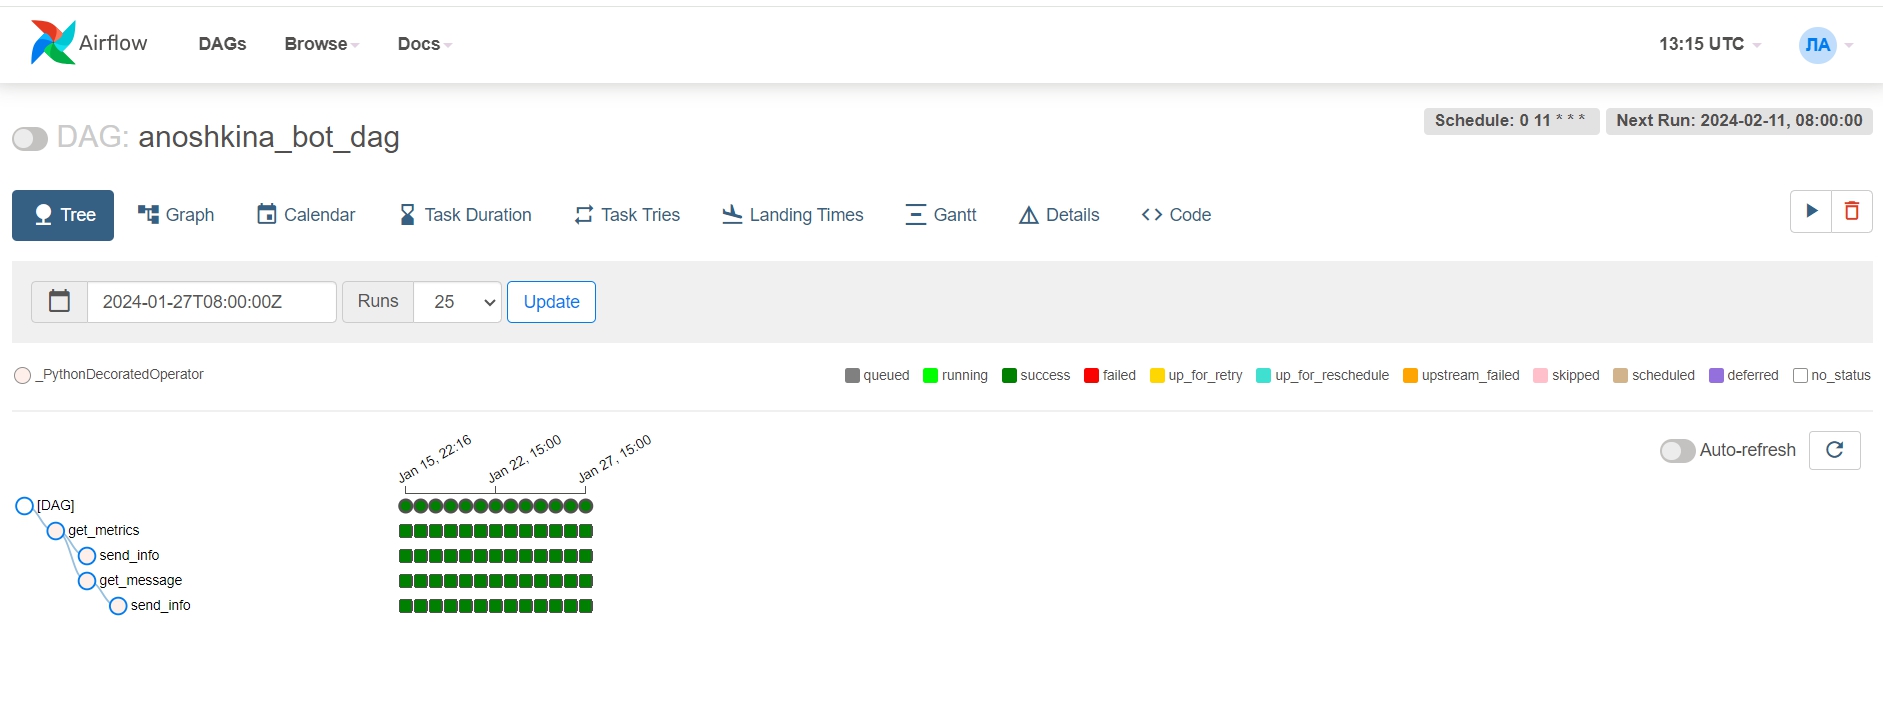 Airflow DAGs Browse Docs 13:15 UTC ЛА
DAG: anoshkina_bot_dag Schedule: 0 11 * * * Next Run: 2024-02-11, 08:00:00
Tree Graph Calendar Task Duration Task Tries Landing Times Gantt Details Code
2024-01-27T08:00:00Z Runs 25 Update
_PythonDecoratedOperator queued running success failed up_for_retry up_for_reschedule upstream_failed skipped scheduled deferred no_status
Jan 15, 22:16 Jan 22, 15:00 Jan 27, 15:00 Auto-refresh
[DAG]
get_metrics
send_info
get_message
send_info